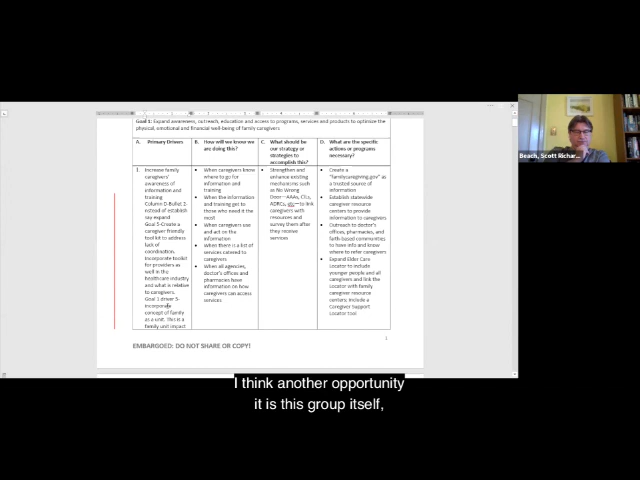 Goal 1: Expand awareness, outreach, education and access to programs, services and products to optimize the
physical, emotional and financial well-being of family caregivers
A. Primary Drivers
B. How will we know we
are doing this?
C. What should be
our strategy or
strategies to
accomplish this?
D. What are the specific
actions or programs
necessary?
1. Increase family
caregivers'
awareness of
information and
training
Column D-Bullet 2-
instead of establish
say expand
Goal 5-Create a
caregiver friendly
tool kit to address
lack of
coordination.
Incorporate toolkit
for providers as
well in the
healthcare industry
and what is relative
to caregivers.
Goal 1 driver 5-
incorporate
concept of family
as a unit. This is a
family unit impact
• When caregivers know
where to go for
information and
training
• When the information
and training get to
those who need it the
most
• When caregivers use
and act on the
information
• When there is a list of
services catered to
caregivers
• When all agencies,
doctor's offices and
pharmacies have
information on how
caregivers can access
services
• Strengthen and
enhance existing
mechanisms such
as No Wrong
Door—AAAs, CILs,
ADRCs, etc—to link
caregivers with
resources and
survey them after
they receive
services
• Create a
"familycaregiving.gov" as
a trusted source of
information
• Establish statewide
caregiver resource
centers to provide
information to caregivers
• Outreach to doctor's
offices, pharmacies, and
faith based communities
to have info and know
where to refer to
caregivers
• Expand Elder Care
Locator to include
younger people and all
caregivers and link the
Locator with family
caregiver resource
centers; include a
Caregiver Support
Locator tool
1
EMBARGOED: DO NOT SHARE OR COPY!
Beach, Scott Richar...
I think another opportunity
it is this group itself,